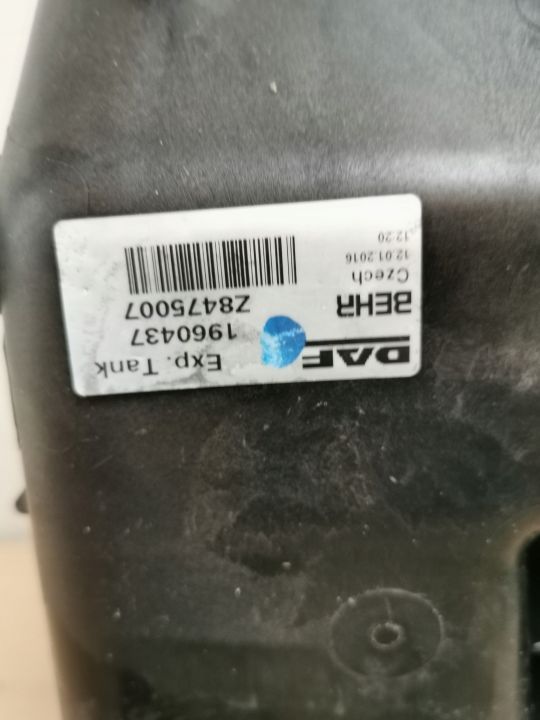 DAF Exp. Tank
1960437
BEHR Z8475007
Czech
12.01.2016
12:20